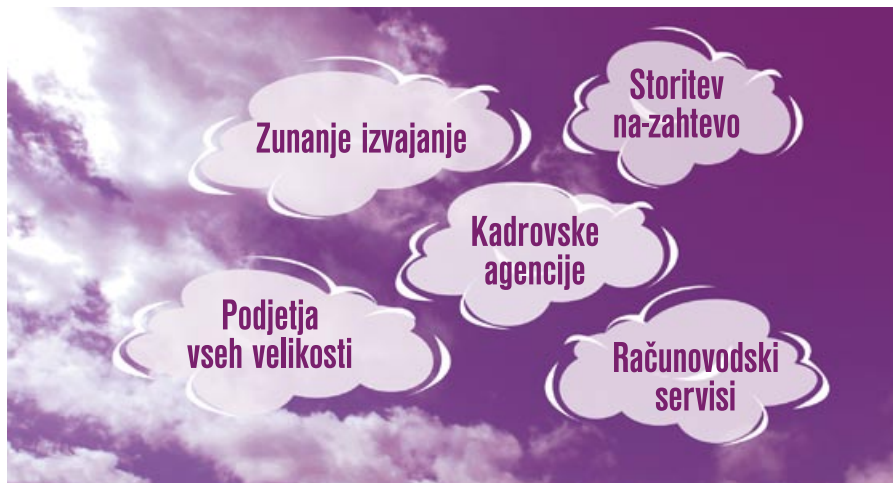 Zunanje izvajanje
Storitev
na-zahtevo
Kadrovske
agencije
Podjetja
vseh velikosti
Računovodski
servisi